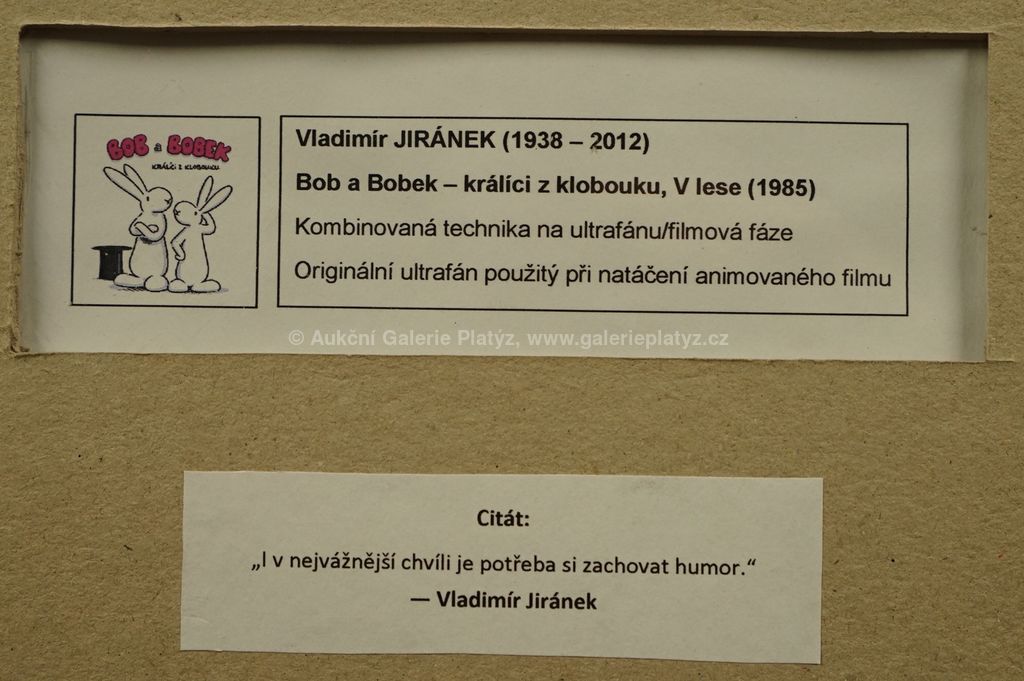 BOB a BOBEK
KRÁLÍCI Z KLOBOUKU
Vladimír JIRÁNEK (1938 – 2012)
Bob a Bobek – králíci z klobouku, V lese (1985)
Kombinovaná technika na ultrafánu/filmová fáze
Originální ultrafán použitý při natáčení animovaného filmu
© Aukční Galerie Platýz, www.galerieplatyz.cz
Citát:
„I v nejvážnější chvíli je potřeba si zachovat humor.“
— Vladimír Jiránek